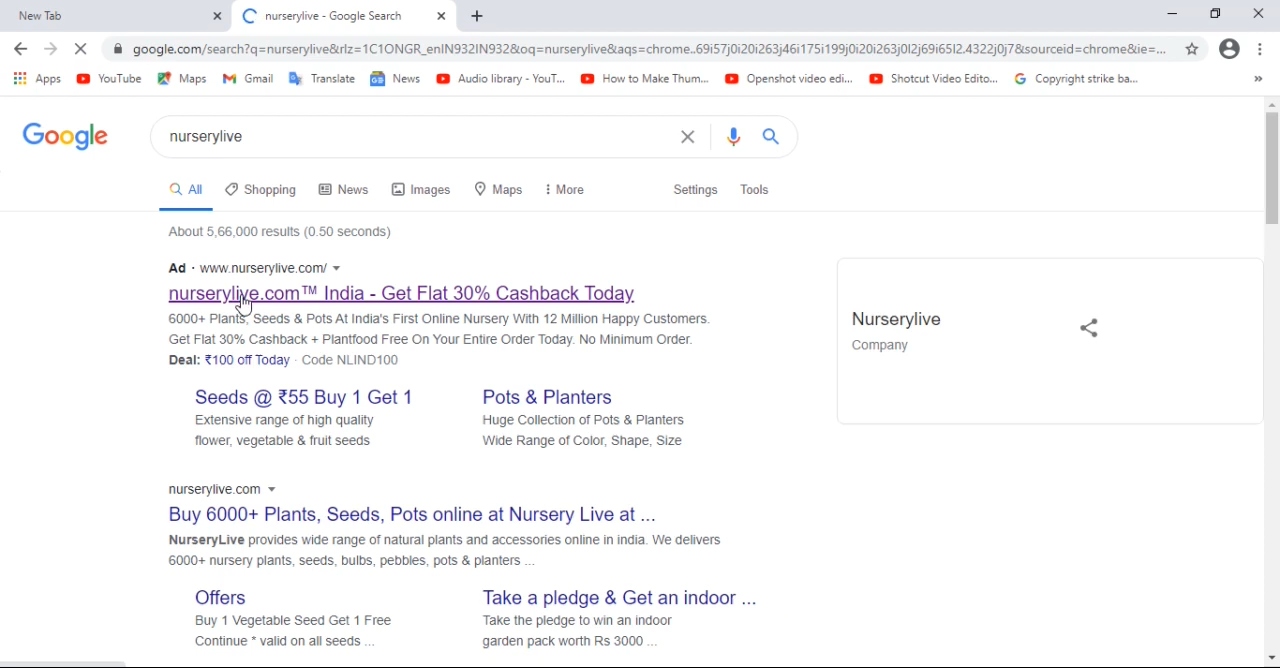 New Tab
nurserylive - Google Search
google.com/search?q=nurserylive&rlz=1C1ONGR_enIN932IN932&oq=nurserylive&aqs=chrome..69i57j0i20i263j46i175i199j0i20i263j0l2j69i65l2.4322j0j7&sourceid=chrome&ie=...
Apps YouTube Maps Gmail Translate News Audio library - YouT... How to Make Thum... Openshot video edi... Shotcut Video Edito... Copyright strike ba...
Google
nurserylive
All Shopping News Images Maps More Settings Tools
About 5,66,000 results (0.50 seconds)
Ad · www.nurserylive.com/
nurserylive.com™ India - Get Flat 30% Cashback Today
6000+ Plants, Seeds & Pots At India's First Online Nursery With 12 Million Happy Customers.
Get Flat 30% Cashback + Plantfood Free On Your Entire Order Today. No Minimum Order.
Deal: ₹100 off Today · Code NLIND100
Nurserylive
Company
Seeds @ ₹55 Buy 1 Get 1
Extensive range of high quality
flower, vegetable & fruit seeds
Pots & Planters
Huge Collection of Pots & Planters
Wide Range of Color, Shape, Size
nurserylive.com
Buy 6000+ Plants, Seeds, Pots online at Nursery Live at ...
NurseryLive provides wide range of natural plants and accessories online in india. We delivers
6000+ nursery plants, seeds, bulbs, pebbles, pots & planters ...
Offers
Buy 1 Vegetable Seed Get 1 Free
Continue * valid on all seeds ...
Take a pledge & Get an indoor ...
Take the pledge to win an indoor
garden pack worth Rs 3000 ...